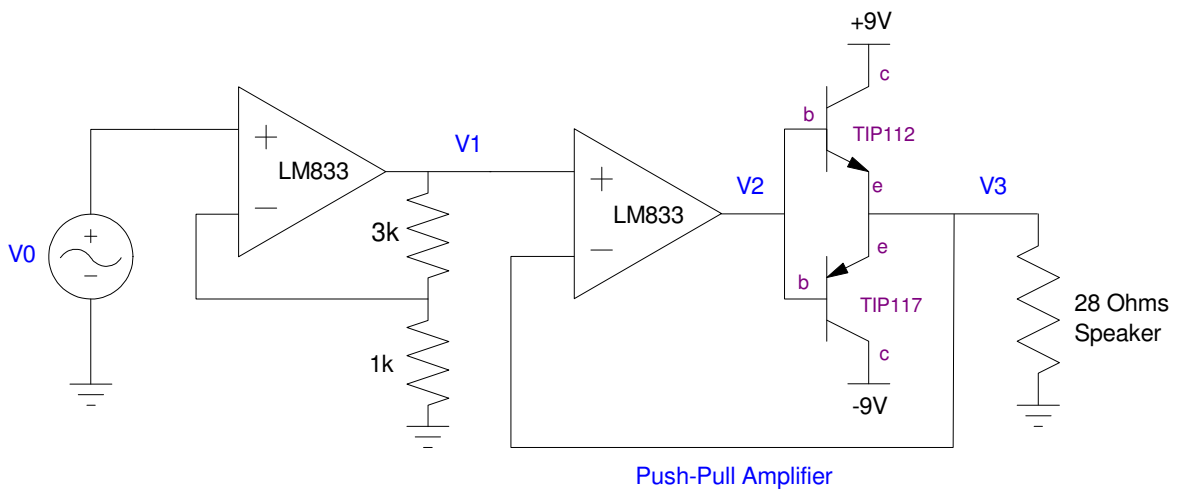 +9V
c
b
TIP112
V1
+
LM833
V2
e
V3
+
LM833
−
3k
+
−
V0
−
e
b
TIP117
28 Ohms
Speaker
1k
c
-9V
Push-Pull Amplifier